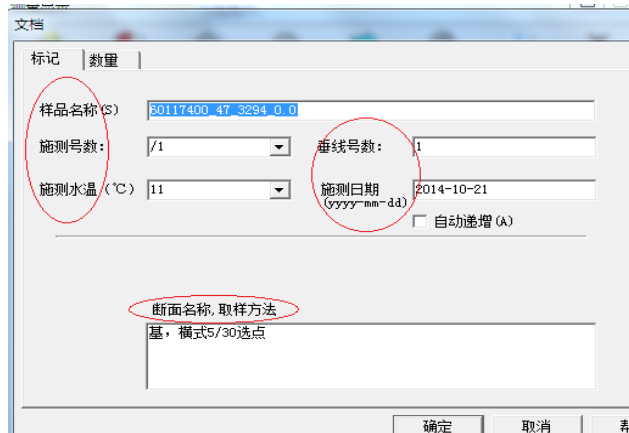 文档
标记 数量
样品名称(S) 60117400_47_3294_0.0
施测号数: /1 垂线号数: 1
施测水温(℃) 11 施测日期 2014-10-21
(yyyy-mm-dd)
自动递增(A)
断面名称,取样方法
基，横式5/30选点
确定 取消